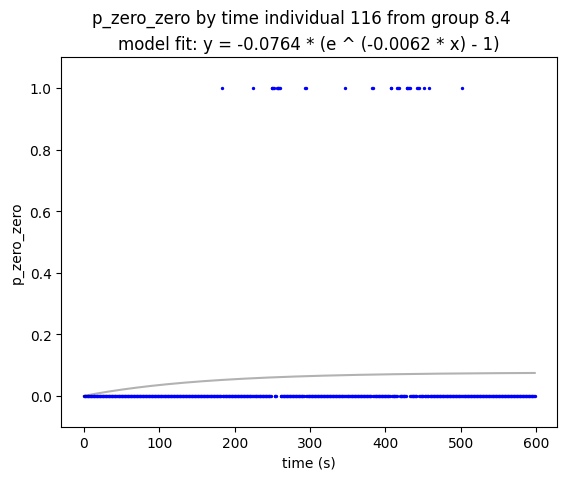 p_zero_zero by time individual 116 from group 8.4
model fit: y = -0.0764 * (e ^ (-0.0062 * x) - 1)
1.0
0.8
0.6
0.4
0.2
0.0
p_zero_zero
0 100 200 300 400 500 600
time (s)